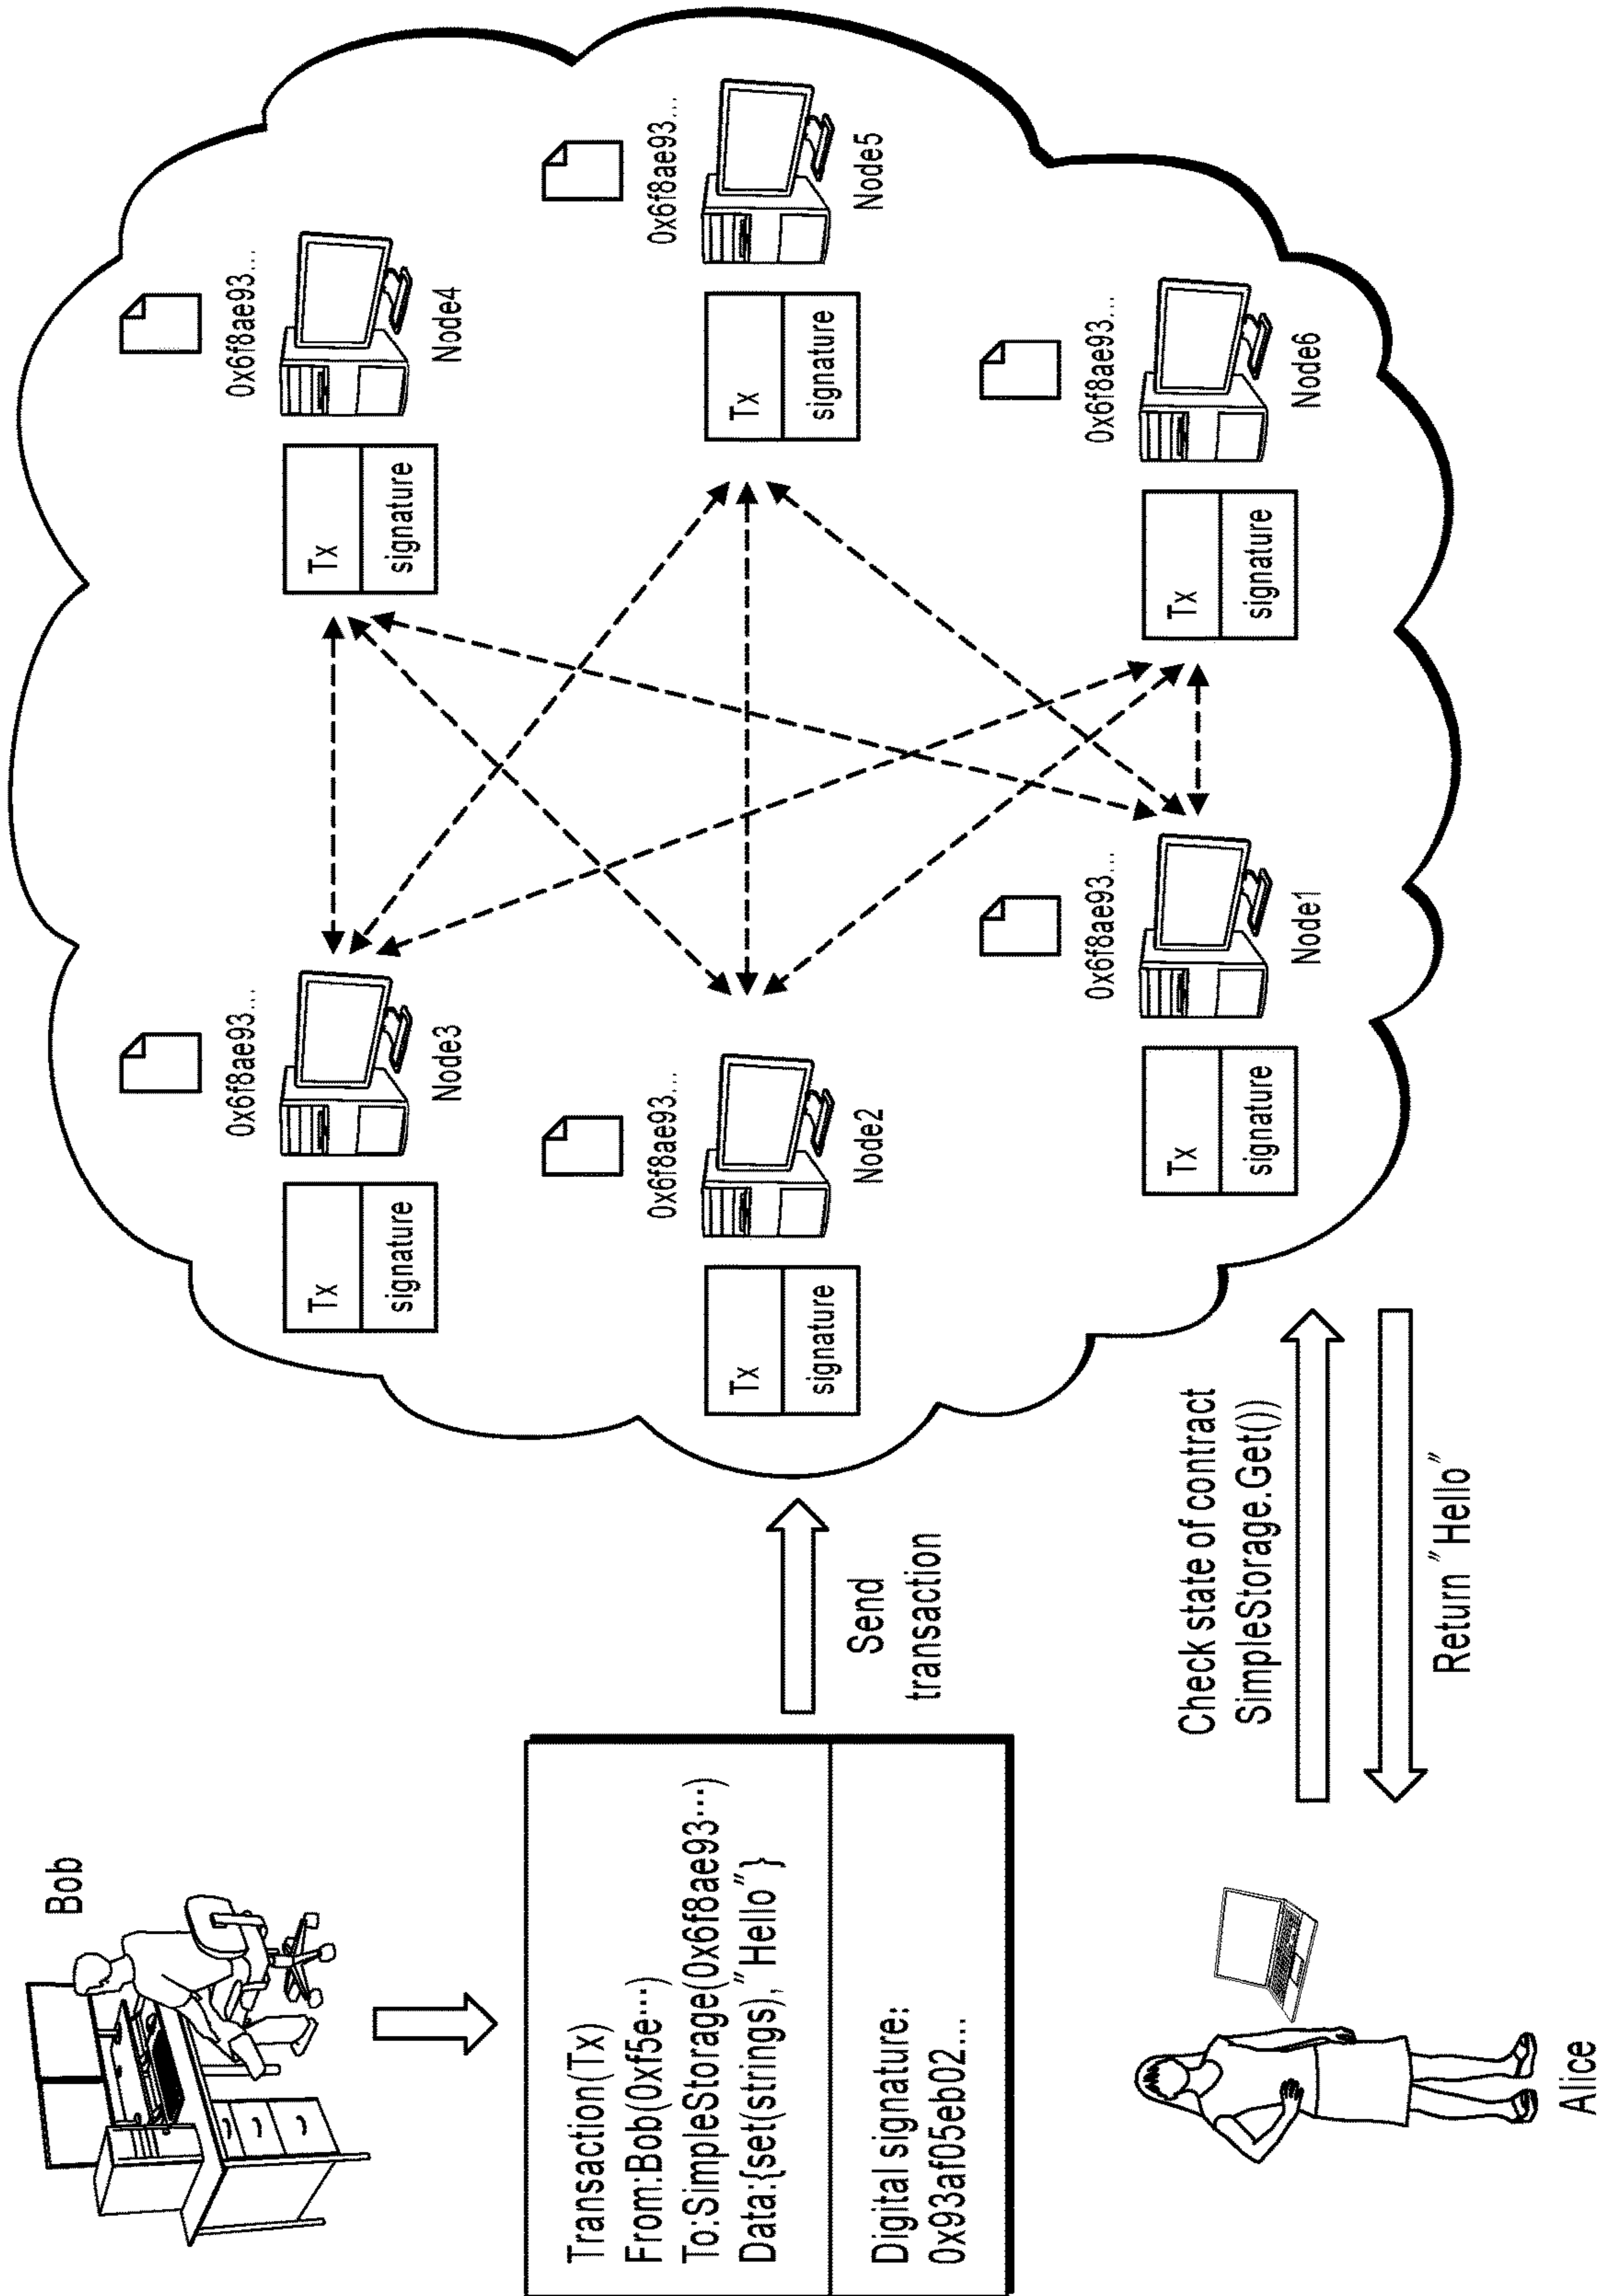 Bob
Transaction(Tx)
From:Bob(0xf5e···)
To:SimpleStorage(0x6f8ae93···)
Data:{set(strings),"Hello"}
Digital signature:
0x93af05eb02...
Send
transaction
Alice
Check state of contract
SimpleStorage.Get())
Return "Hello"
0x6f8ae93...
Tx
signature
Node3
0x6f8ae93...
Tx
signature
Node4
0x6f8ae93...
Tx
signature
Node2
0x6f8ae93...
Tx
signature
Node5
0x6f8ae93...
Tx
signature
Node1
0x6f8ae93...
Tx
signature
Node6